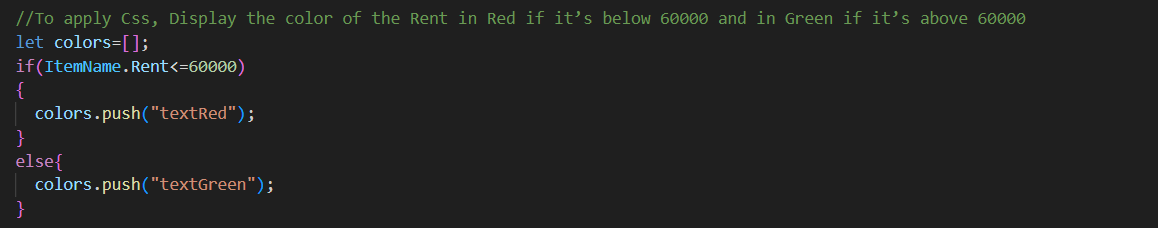 //To apply Css, Display the color of the Rent in Red if it’s below 60000 and in Green if it’s above 60000
let colors=[];
if(ItemName.Rent<=60000)
{
  colors.push("textRed");
}
else{
  colors.push("textGreen");
}